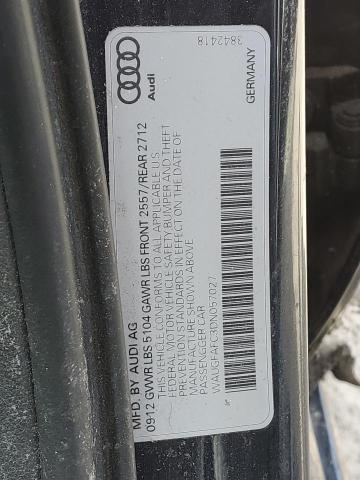 Audi
3842418
GERMANY
MFD. BY AUDI AG
0912 GVWR LBS 5104 GAWR LBS FRONT 2557/REAR 2712
THIS VEHICLE CONFORMS TO ALL APPLICABLE U S
FEDERAL MOTOR VEHICLE SAFETY BUMPER AND THEFT
PREVENTION STANDARDS IN EFFECT ON THE DATE OF
MANUFACTURE SHOWN ABOVE
PASSENGER CAR
WAUGFAFC3DN057027